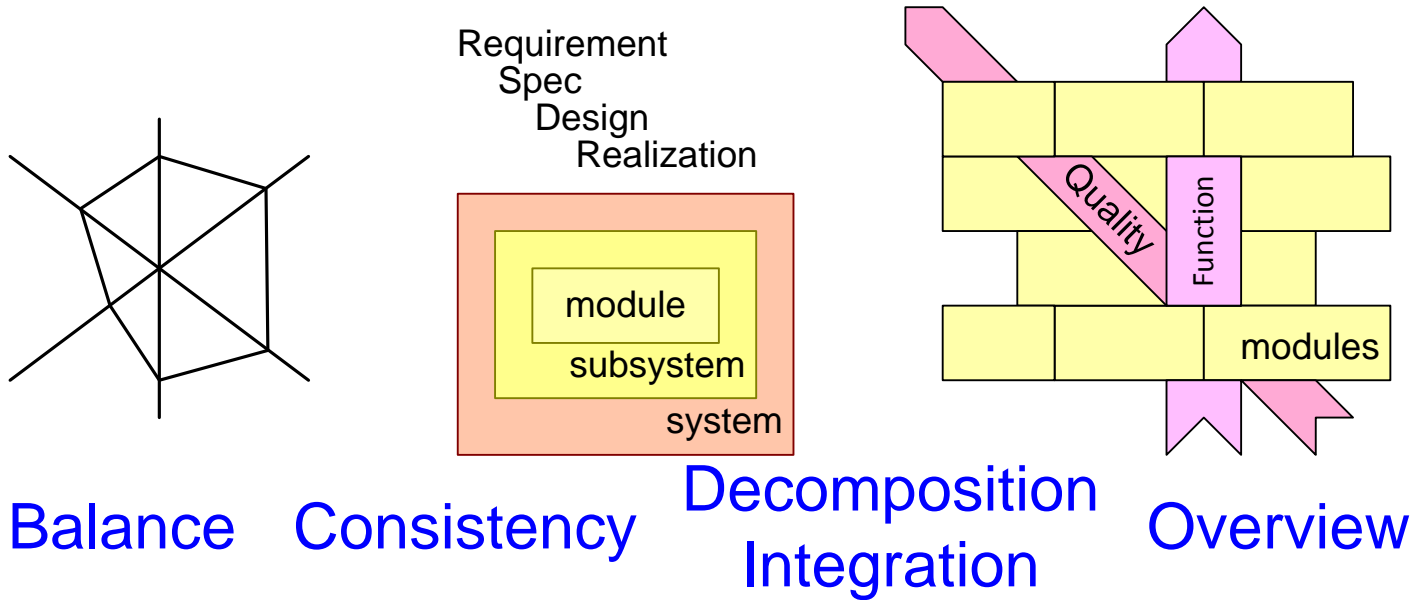 Requirement
Spec
Design
Realization
module
subsystem
system
Quality
Function
modules
Balance
Consistency
Decomposition
Integration
Overview